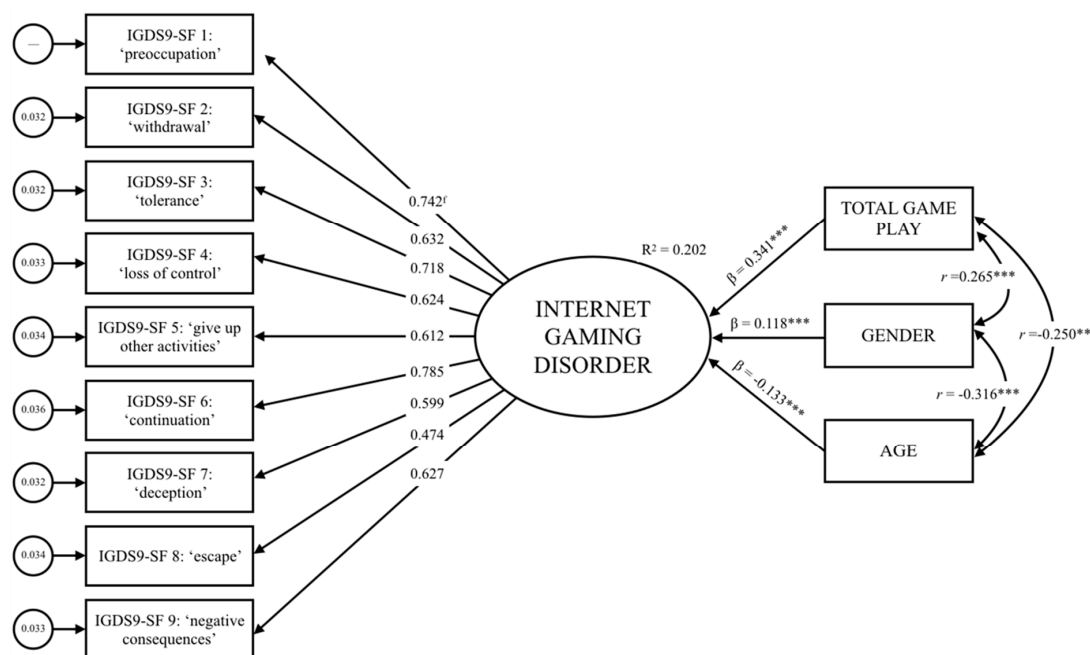 —
IGDS9-SF 1:
‘preoccupation’
0.032
IGDS9-SF 2:
‘withdrawal’
0.032
IGDS9-SF 3:
‘tolerance’
0.033
IGDS9-SF 4:
‘loss of control’
0.034
IGDS9-SF 5: ‘give up
other activities’
0.036
IGDS9-SF 6:
‘continuation’
0.032
IGDS9-SF 7:
‘deception’
0.034
IGDS9-SF 8: ‘escape’
0.033
IGDS9-SF 9: ‘negative
consequences’
0.742f
0.632
0.718
0.624
0.612
0.785
0.599
0.474
0.627
R² = 0.202
INTERNET
GAMING
DISORDER
β = 0.341***
β = 0.118***
β = -0.133***
TOTAL GAME
PLAY
GENDER
AGE
r =0.265***
r =-0.250**
r = -0.316***